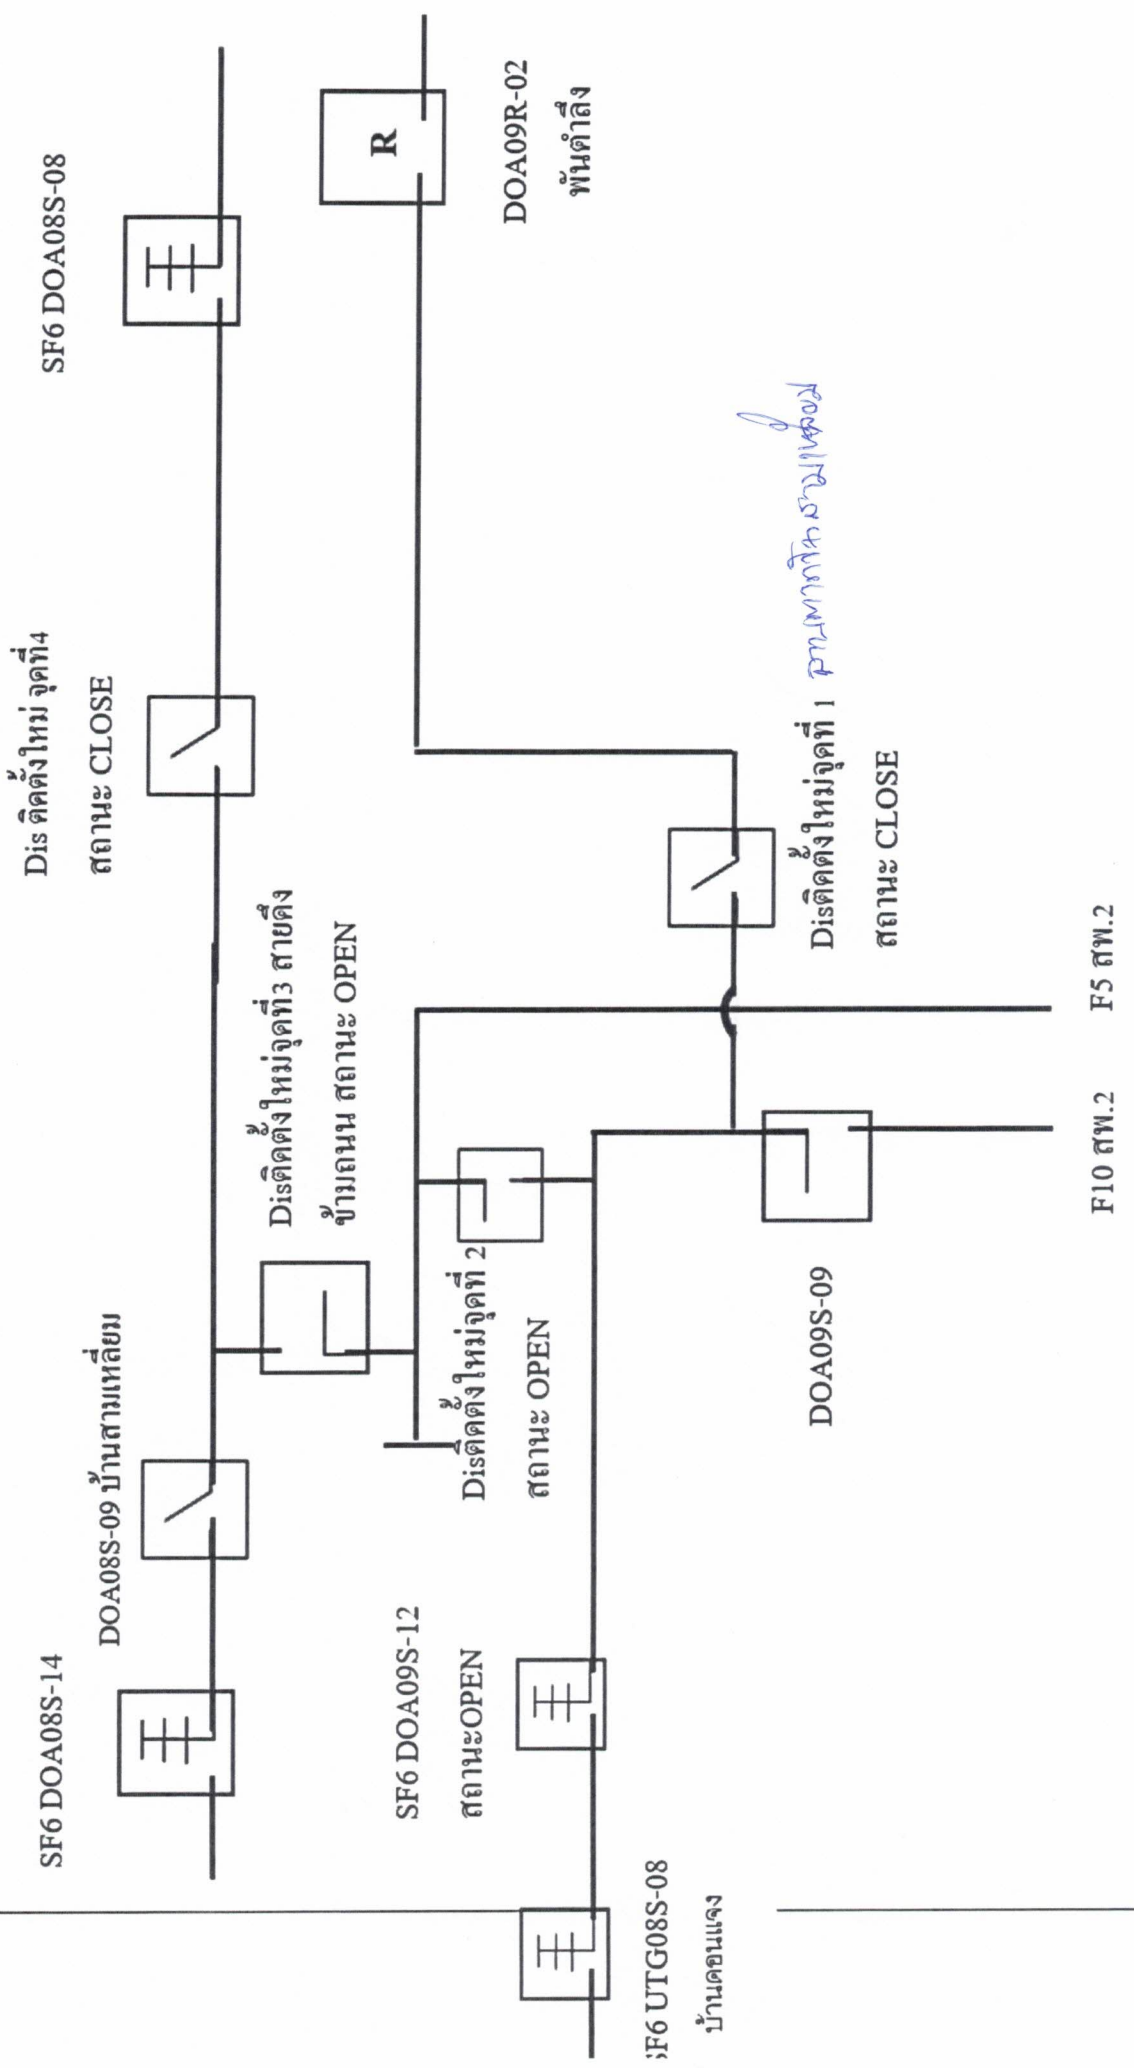 SF6 DOA08S-14
DOA08S-09 บ้านสามเหลี่ยม
Dis ติดตั้งใหม่ จุดที่4
สถานะ CLOSE
SF6 DOA08S-08
Disติดตั้งใหม่จุดที่3 สายดึง
ข้ามถนน สถานะ OPEN
R
DOA09R-02
พันตำลึง
SF6 DOA09S-12
สถานะOPEN
Disติดตั้งใหม่จุดที่ 2
สถานะ OPEN
Disติดตั้งใหม่จุดที่ 1
สถานะ CLOSE
SF6 UTG08S-08
บ้านดอนแจง
DOA09S-09
F10 สพ.2
F5 สพ.2